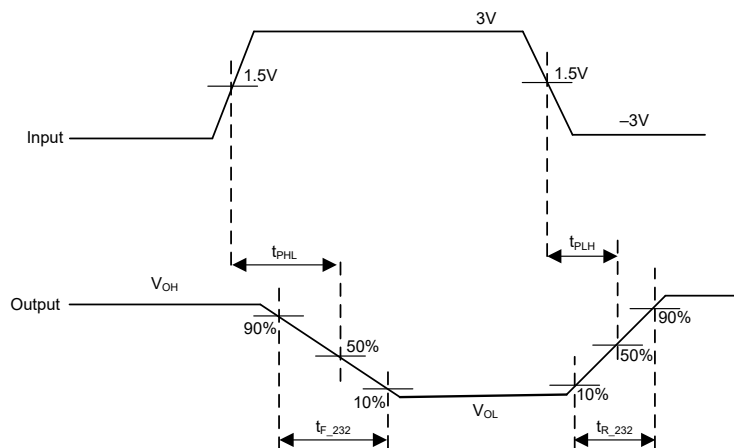 3V
1.5V
1.5V
–3V
Input
tPHL
tPLH
VOH
Output
90%
90%
50%
50%
10%
10%
VOL
tF_232
tR_232